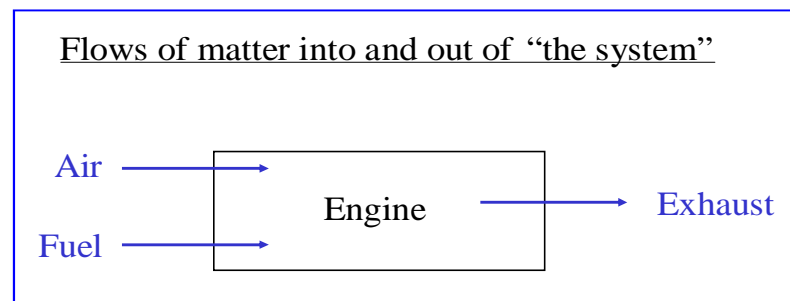 Flows of matter into and out of “the system”
Air
Engine
Exhaust
Fuel